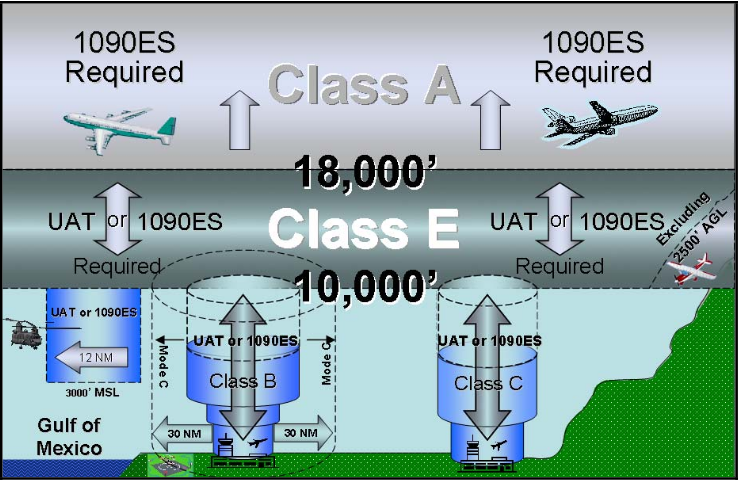 1090ES
Required
1090ES
Required
Class A
18,000’
UAT or 1090ES
Required
Class E
UAT or 1090ES
Required
Excluding
2500’ AGL
10,000’
UAT or 1090ES
12 NM
3000’ MSL
Mode C
UAT or 1090ES
Mode C
Class B
30 NM
30 NM
UAT or 1090ES
Class C
Gulf of
Mexico